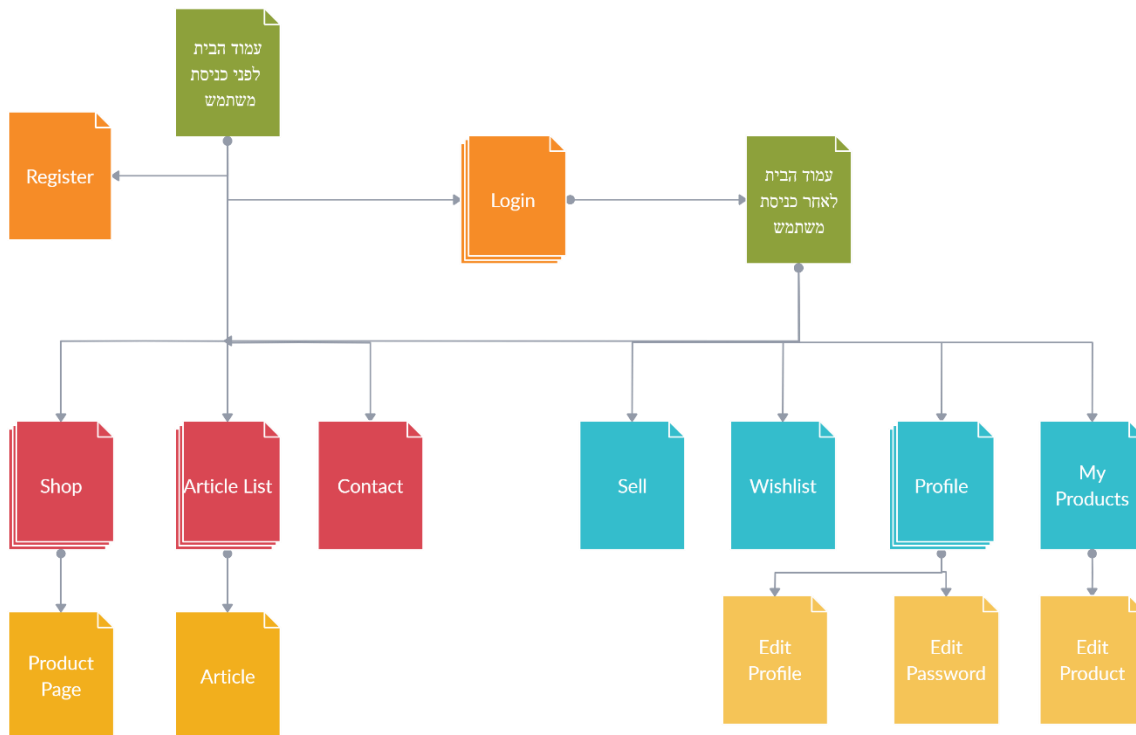 עמוד הבית
לפני כניסת
משתמש
Register
Login
עמוד הבית
לאחר כניסת
משתמש
Shop
Article List
Contact
Sell
Wishlist
Profile
My
Products
Product
Page
Article
Edit
Profile
Edit
Password
Edit
Product